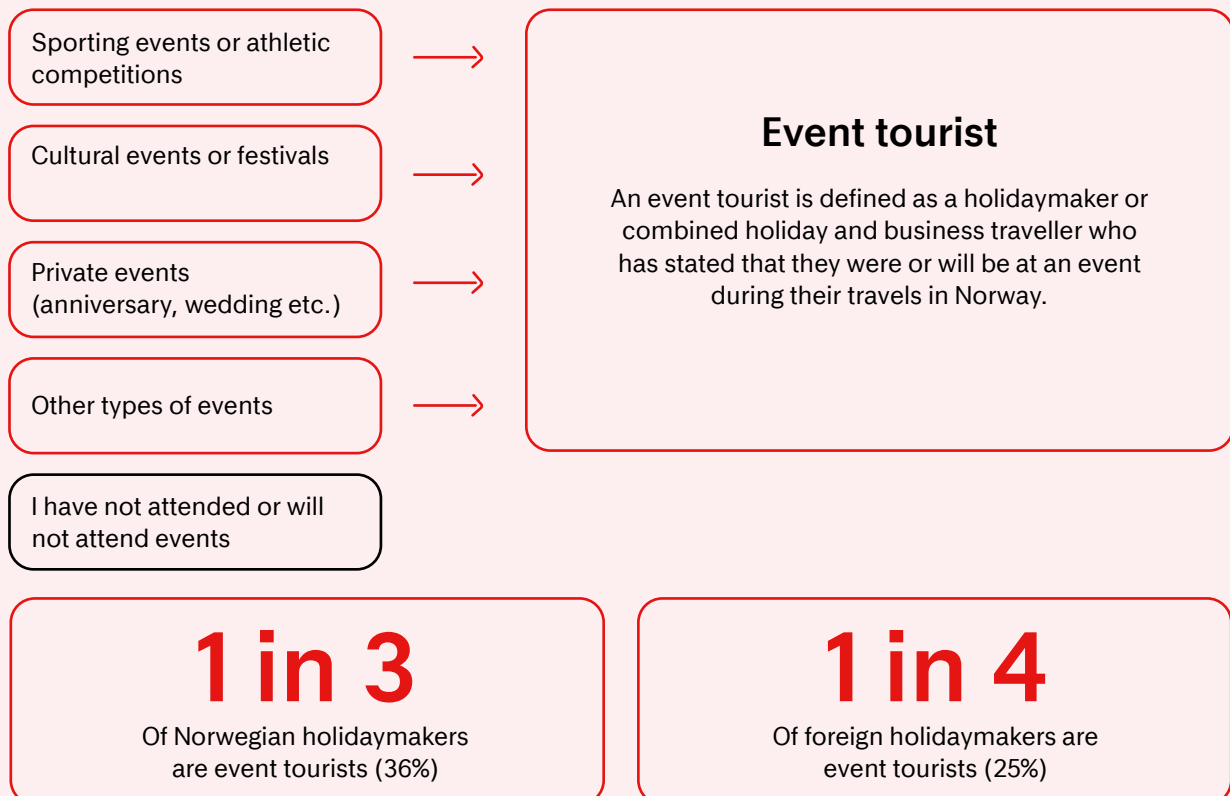 Sporting events or athletic
competitions
Cultural events or festivals
Private events
(anniversary, wedding etc.)
Other types of events
I have not attended or will
not attend events
Event tourist
An event tourist is defined as a holidaymaker or
combined holiday and business traveller who
has stated that they were or will be at an event
during their travels in Norway.
1 in 3
Of Norwegian holidaymakers
are event tourists (36%)
1 in 4
Of foreign holidaymakers are
event tourists (25%)